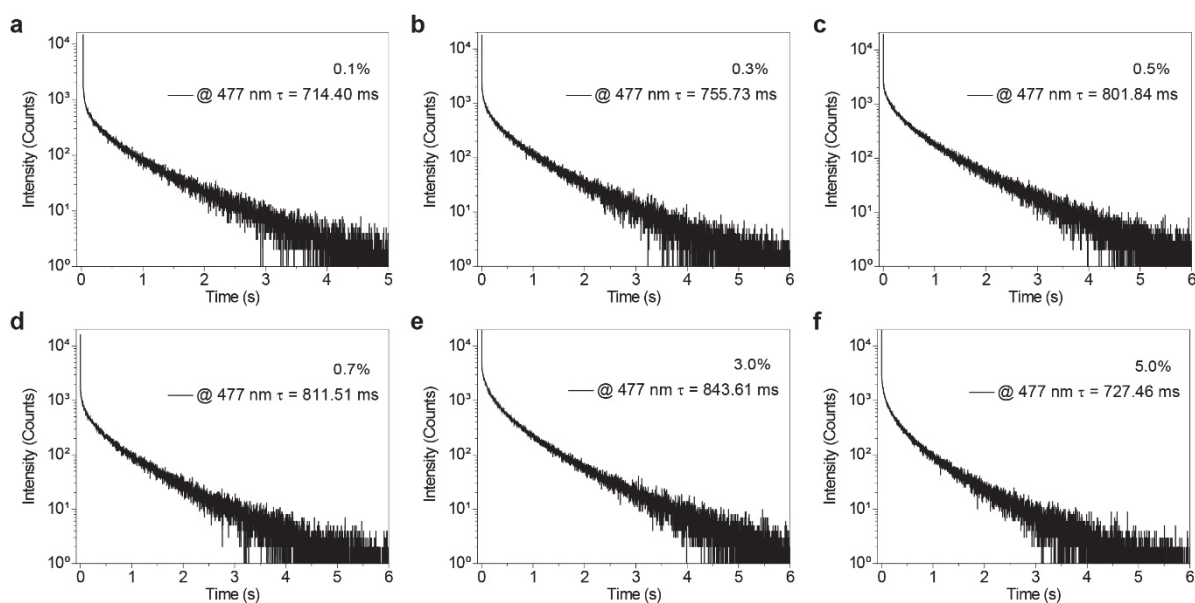 a
0.1%
@ 477 nm τ = 714.40 ms
Intensity (Counts)
10⁴
10³
10²
10¹
10⁰
0 1 2 3 4 5
Time (s)
b
0.3%
@ 477 nm τ = 755.73 ms
Intensity (Counts)
10⁴
10³
10²
10¹
10⁰
0 1 2 3 4 5 6
Time (s)
c
0.5%
@ 477 nm τ = 801.84 ms
Intensity (Counts)
10⁴
10³
10²
10¹
10⁰
0 1 2 3 4 5 6
Time (s)
d
0.7%
@ 477 nm τ = 811.51 ms
Intensity (Counts)
10⁴
10³
10²
10¹
10⁰
0 1 2 3 4 5 6
Time (s)
e
3.0%
@ 477 nm τ = 843.61 ms
Intensity (Counts)
10⁴
10³
10²
10¹
10⁰
0 1 2 3 4 5 6
Time (s)
f
5.0%
@ 477 nm τ = 727.46 ms
Intensity (Counts)
10⁴
10³
10²
10¹
10⁰
0 1 2 3 4 5 6
Time (s)